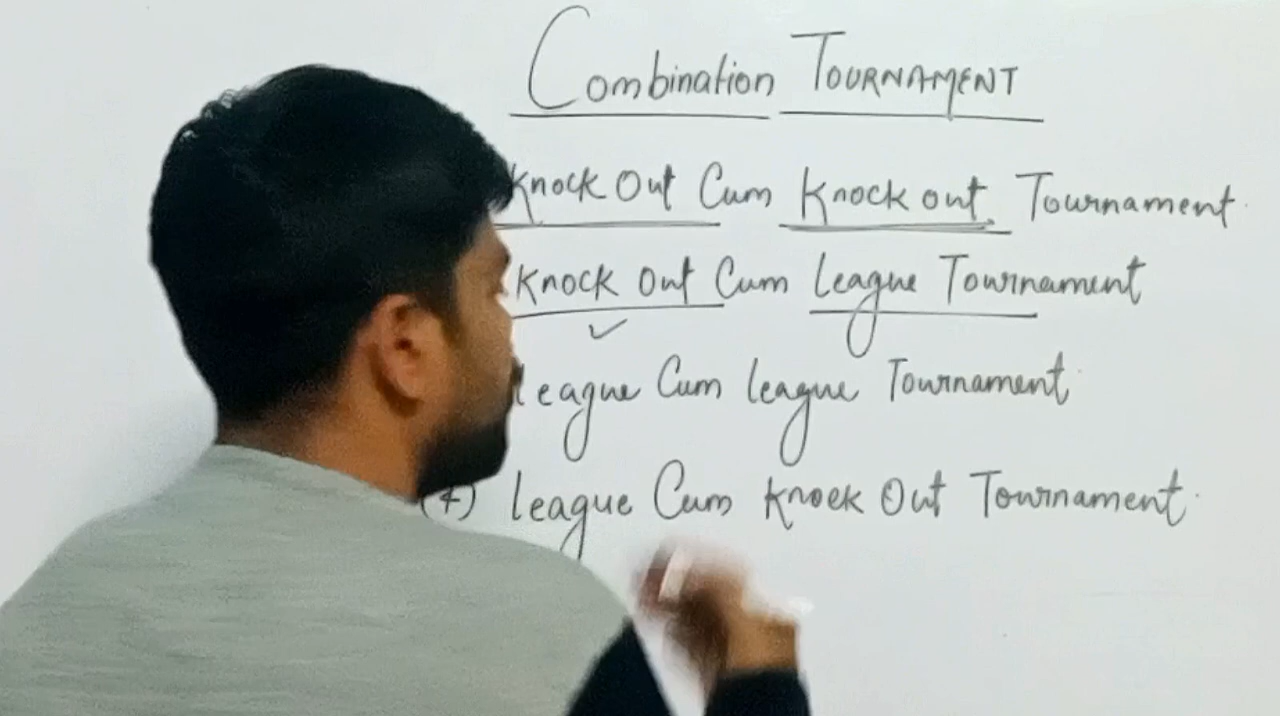 Combination TOURNAMENT
Knock Out Cum Knock out Tournament.
Knock Out Cum League Tournament
league Cum league Tournament.
(4) league Cum Knock Out Tournament.